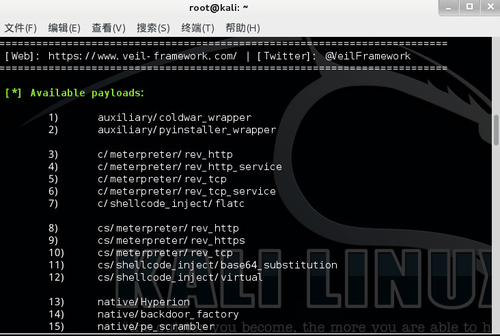 root@kali: ~
文件(F) 编辑(E) 查看(V) 搜索(S) 终端(T) 帮助(H)
=========================================================================
[Web]: https://www.veil-framework.com/ | [Twitter]: @VeilFramework
=========================================================================
[*] Available payloads:
1) auxiliary/coldwar_wrapper
2) auxiliary/pyinstaller_wrapper
3) c/meterpreter/rev_http
4) c/meterpreter/rev_http_service
5) c/meterpreter/rev_tcp
6) c/meterpreter/rev_tcp_service
7) c/shellcode_inject/flatc
8) cs/meterpreter/rev_http
9) cs/meterpreter/rev_https
10) cs/meterpreter/rev_tcp
11) cs/shellcode_inject/base64_substitution
12) cs/shellcode_inject/virtual
KALI LINUX
13) native/Hyperion
14) native/backdoor_factory
15) native/pe_scrambler
you become, the more you are able to